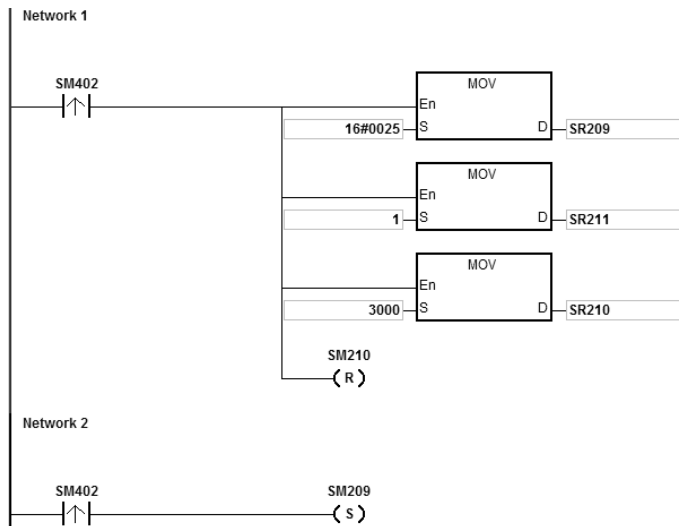 Network 1
SM402
MOV
En
16#0025 S D SR209
MOV
En
1 S D SR211
MOV
En
3000 S D SR210
SM210
R
Network 2
SM402 SM209
S